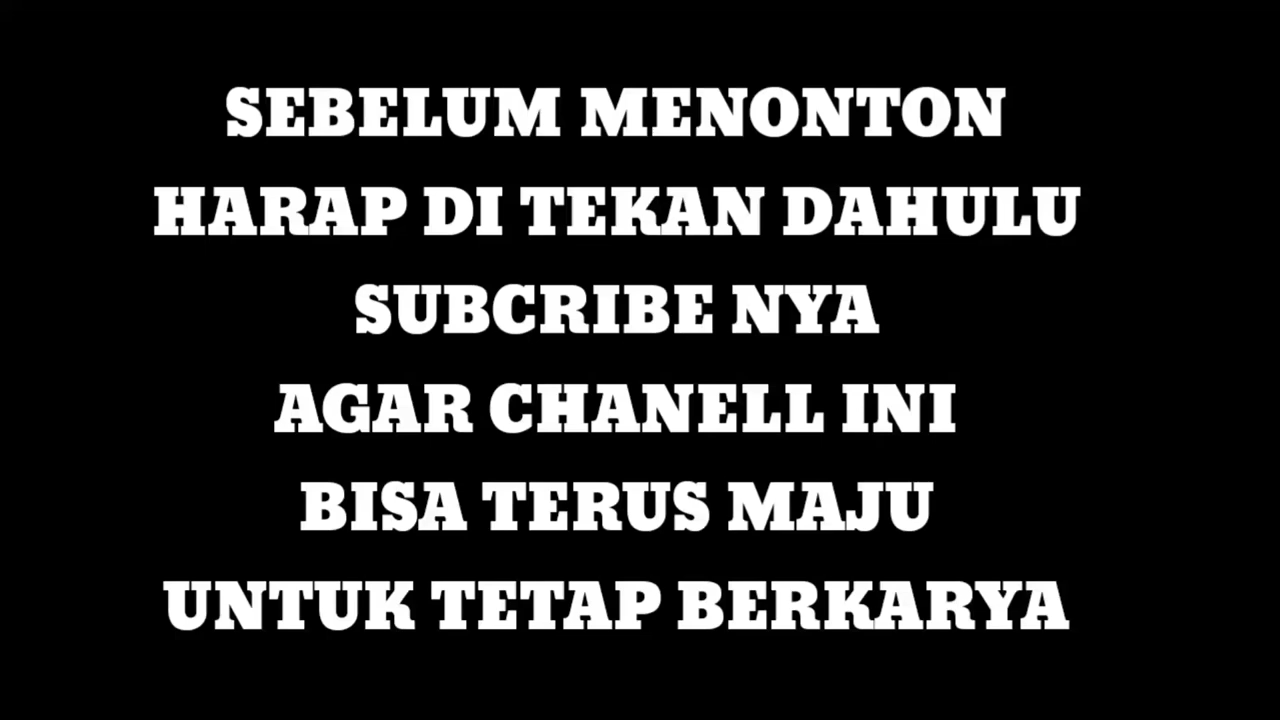 SEBELUM MENONTON
HARAP DI TEKAN DAHULU
SUBCRIBE NYA
AGAR CHANELL INI
BISA TERUS MAJU
UNTUK TETAP BERKARYA